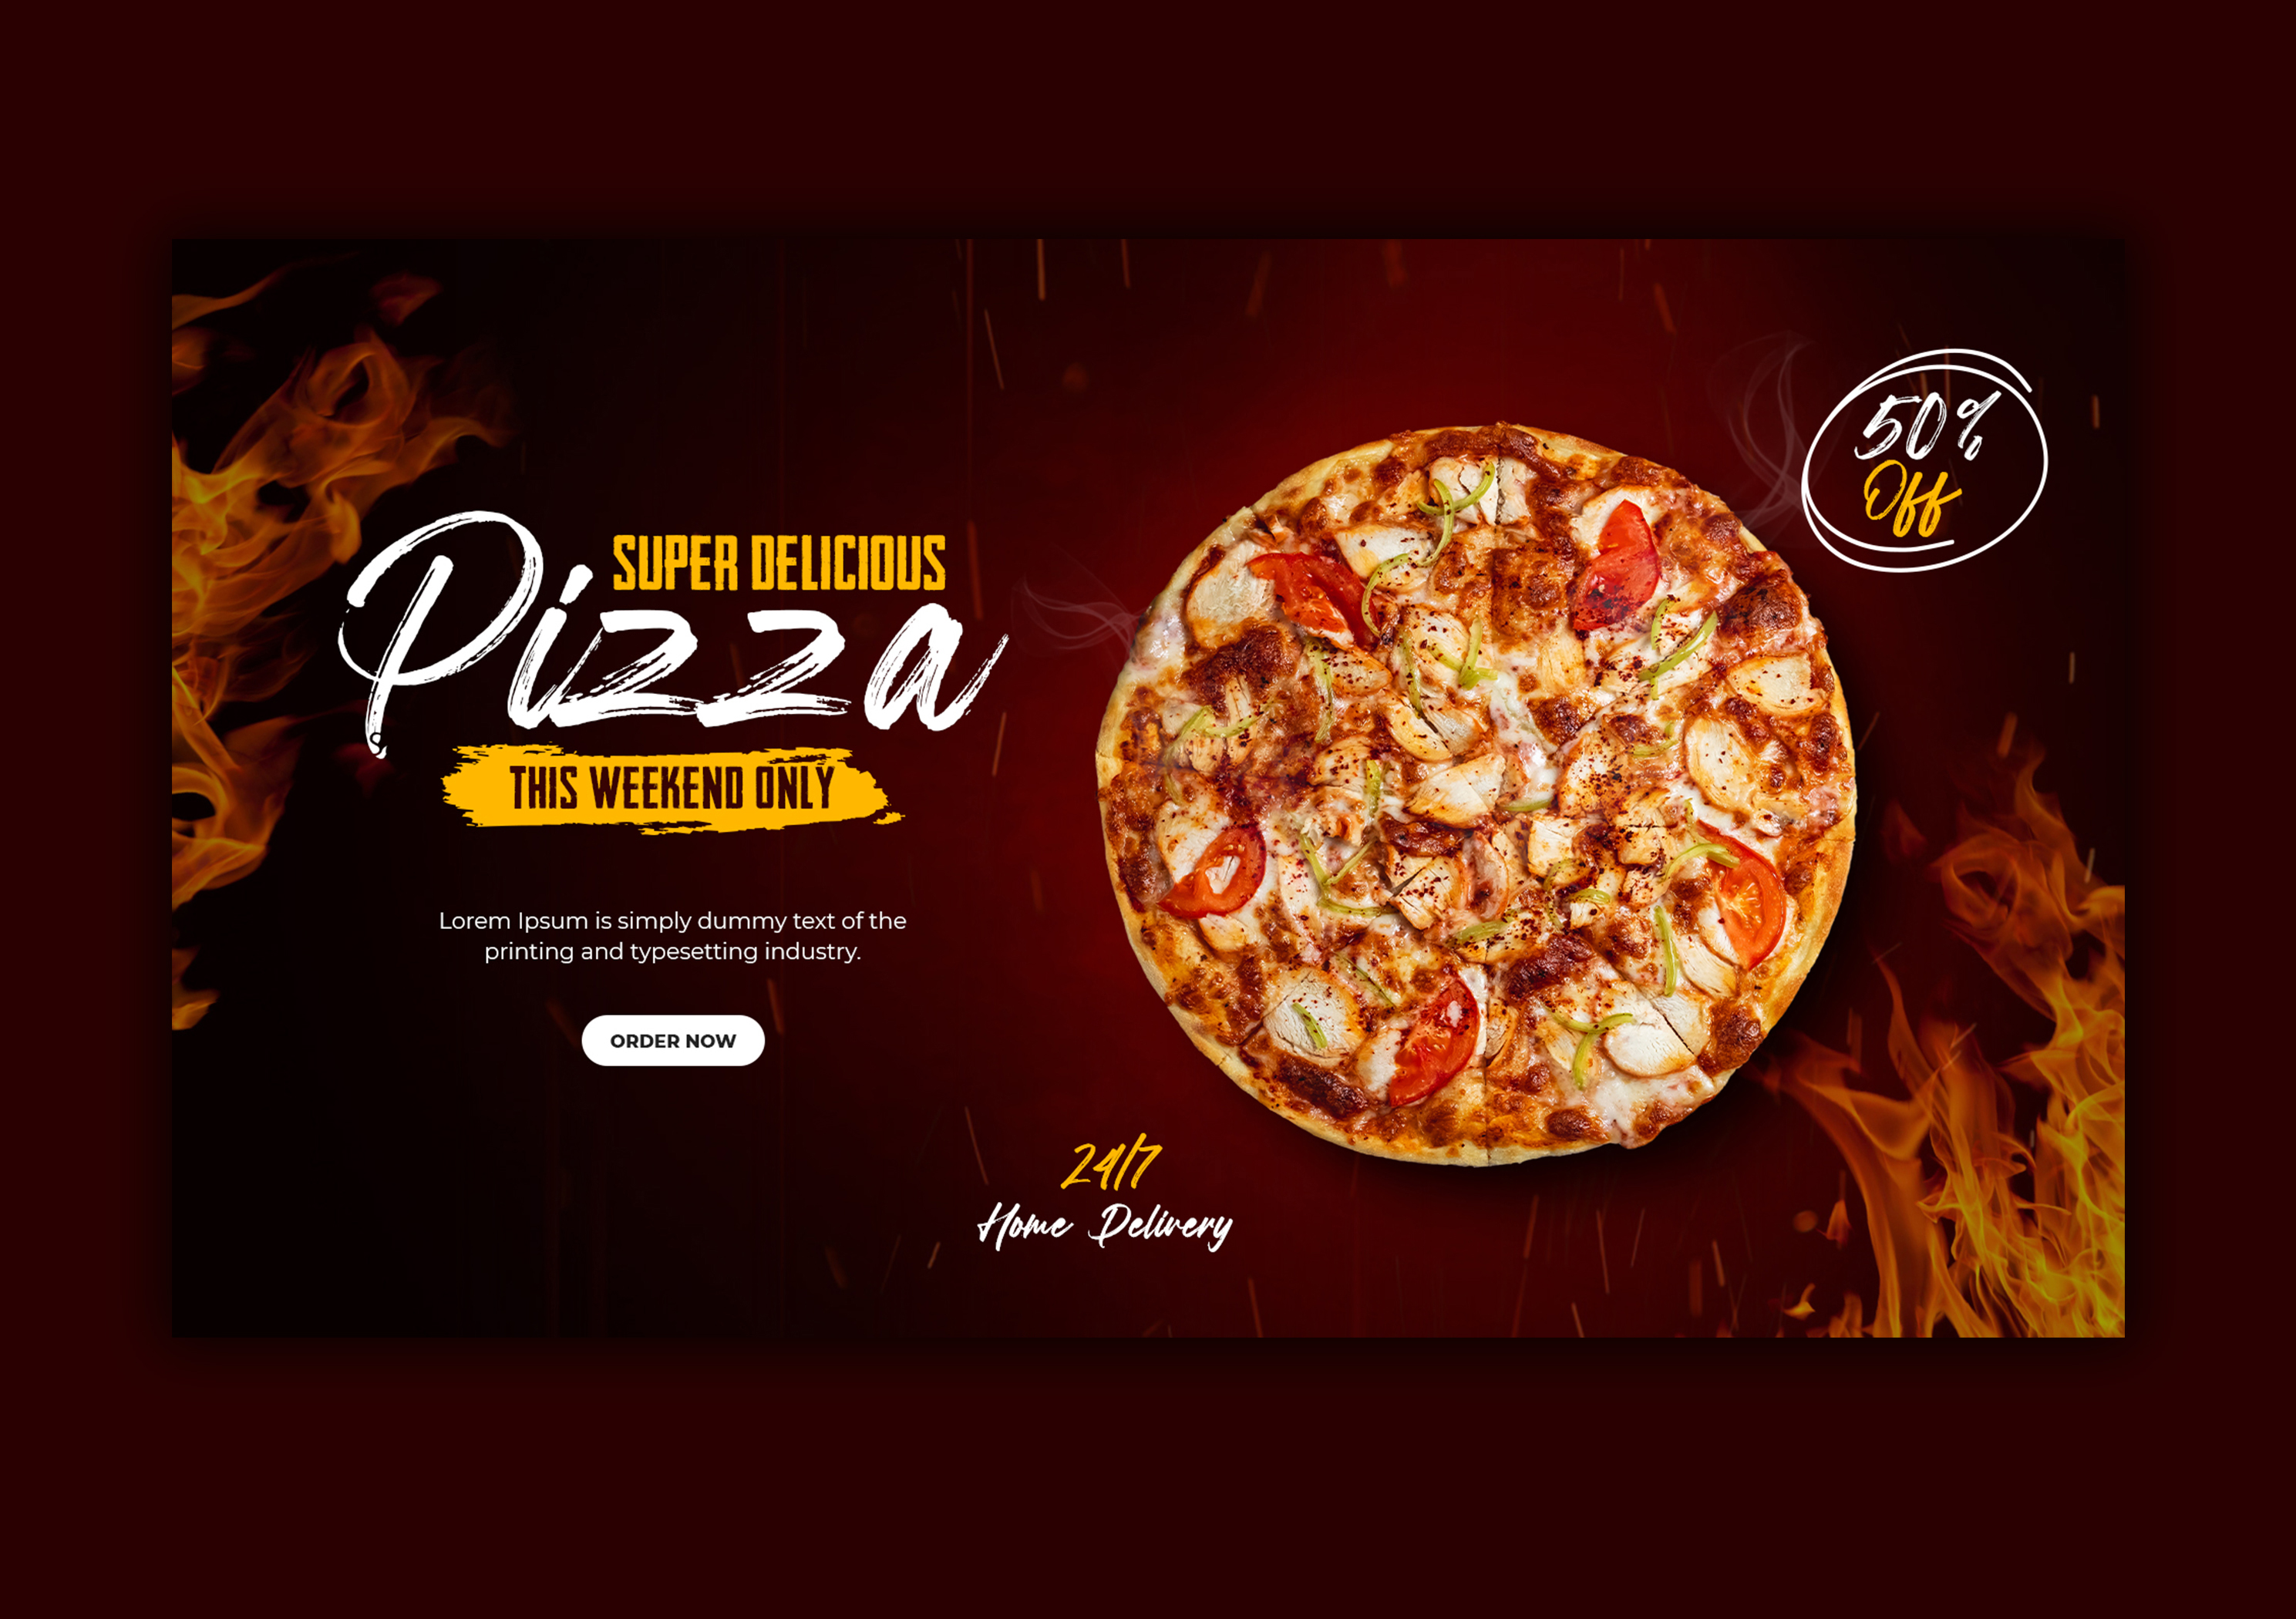 SUPER DELICIOUS
Pizza
THIS WEEKEND ONLY
Lorem Ipsum is simply dummy text of the
printing and typesetting industry.
ORDER NOW
50%
Off
24/7
Home Delivery